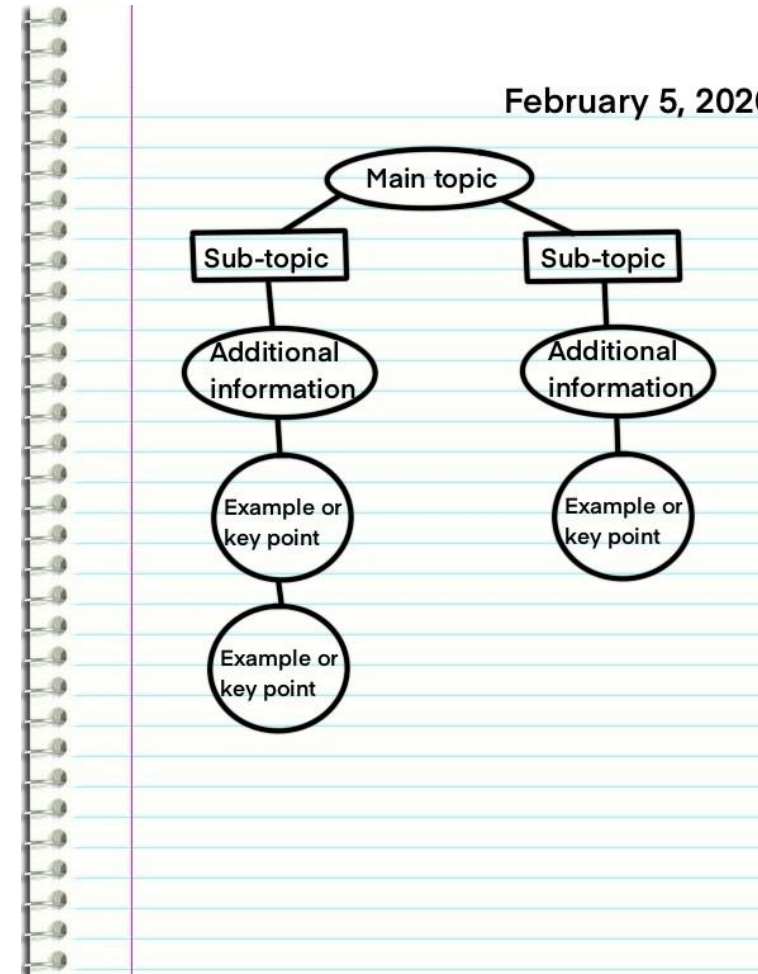 February 5, 202
Main topic
Sub-topic
Sub-topic
Additional
information
Additional
information
Example or
key point
Example or
key point
Example or
key point